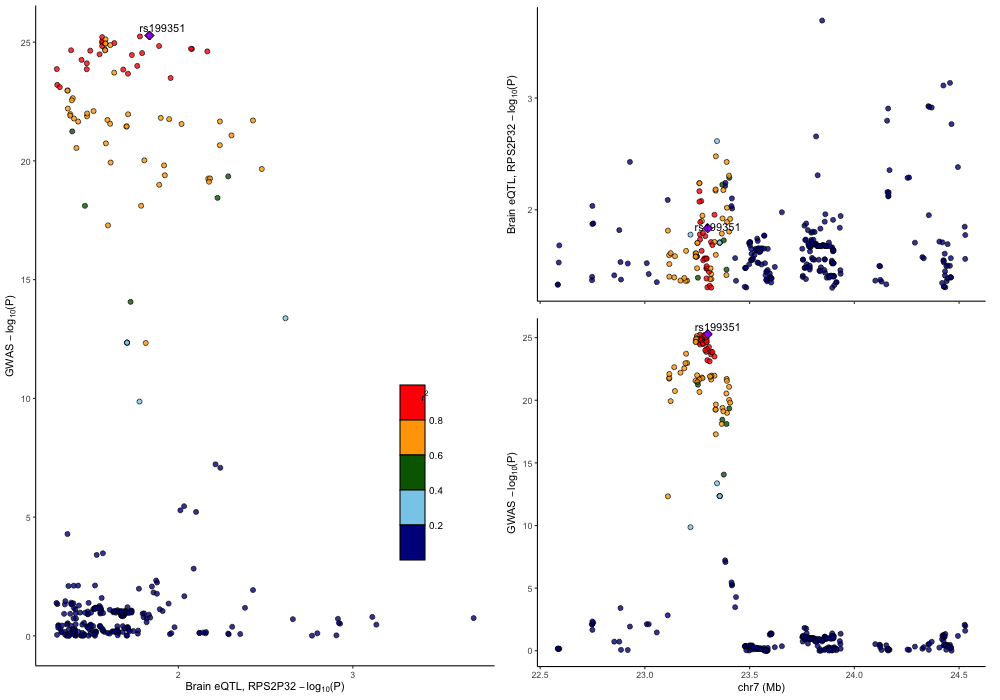 rs199351
25
20
15
10
5
0
GWAS −log10(P)
2
3
Brain eQTL, RPS2P32 −log10(P)
r2
0.8
0.6
0.4
0.2
rs199351
3
2
Brain eQTL, RPS2P32 −log10(P)
rs199351
25
20
15
10
5
0
GWAS −log10(P)
22.5
23.0
23.5
24.0
24.5
chr7 (Mb)